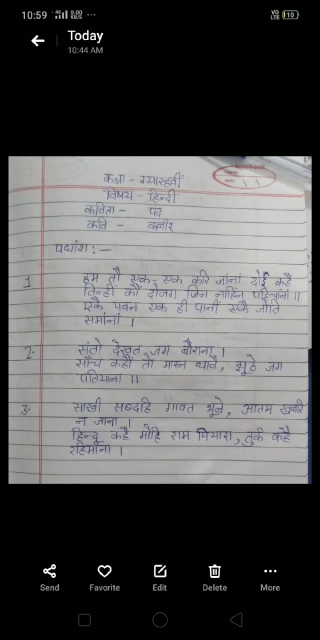 10:59
Today
10:44 AM
कक्षा - ग्यारहवीं
विषय - हिन्दी
कविता - पद
कवि - कबीर
पद्यांश:-
1 हम तौ एक-एक करि जांनां दोई कहैं
तिन्हीं कौं दोजग जिन नाहिंन पहिचांनां ॥
एकै पवन एक ही पानीं एकै जोति
समांनां ।
2- संतो देखत जग बौराना ।
साँच कहौं तो मारन धावै, झूठे जग
पतियाना ॥
3- साखी सब्दहि गावत भूले, आतम खबरि
न जाना ।
हिन्दू कहै मोहि राम पियारा, तुर्क कहै
रहिमाना ।
Send Favorite Edit Delete More